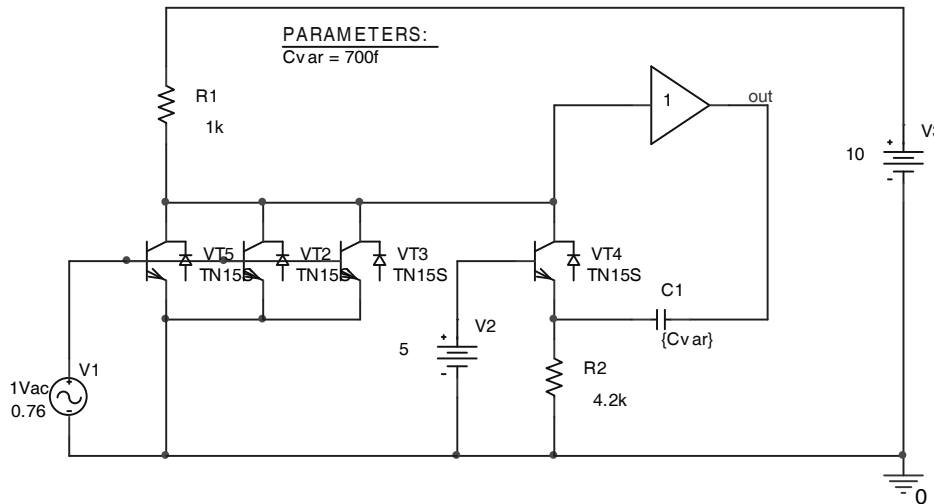 PARAMETERS:
Cvar = 700f
R1
1k
1
out
10
VT5
TN15S
VT2
TN15S
VT3
TN15S
VT4
TN15S
C1
{Cvar}
V2
5
R2
4.2k
V1
1Vac
0.76
0